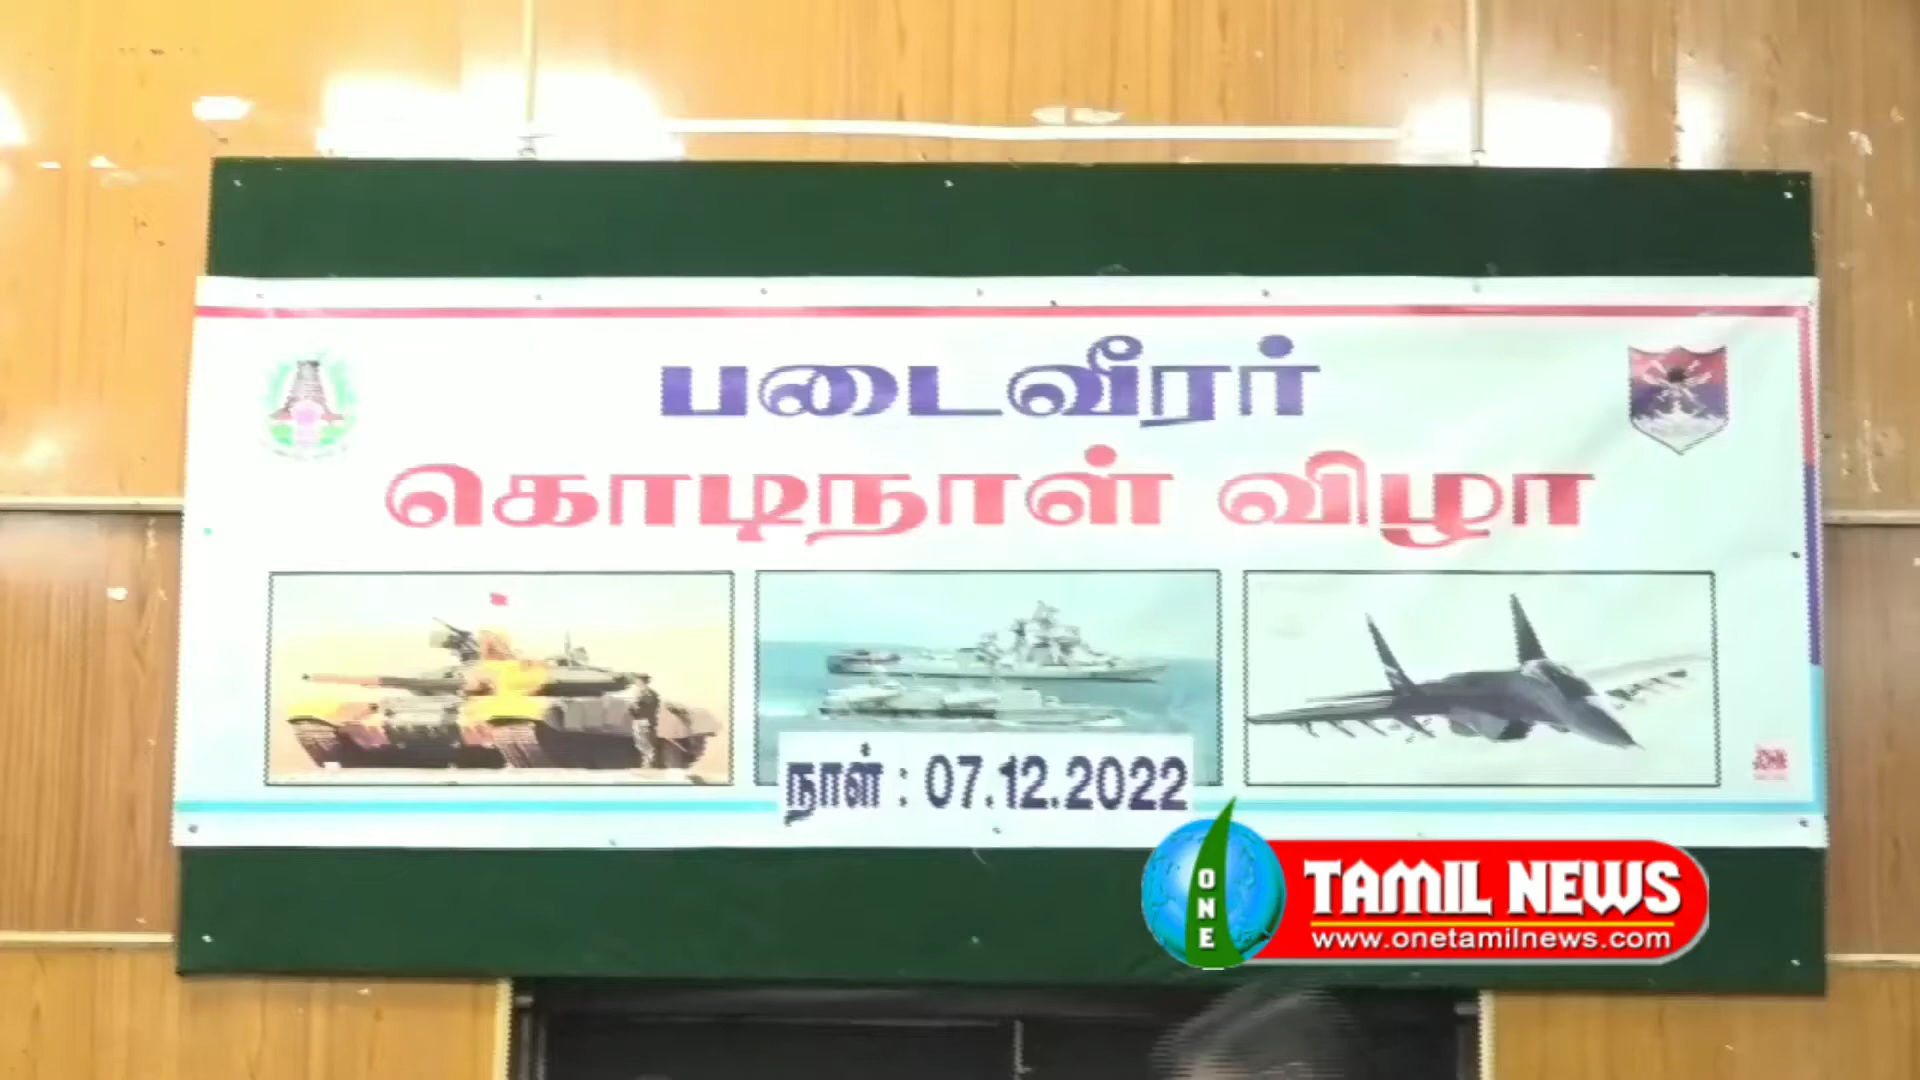 படைவீரர்
கொடிநாள் விழா
நாள் : 07.12.2022
ONE
TAMIL NEWS
www.onetamilnews.com